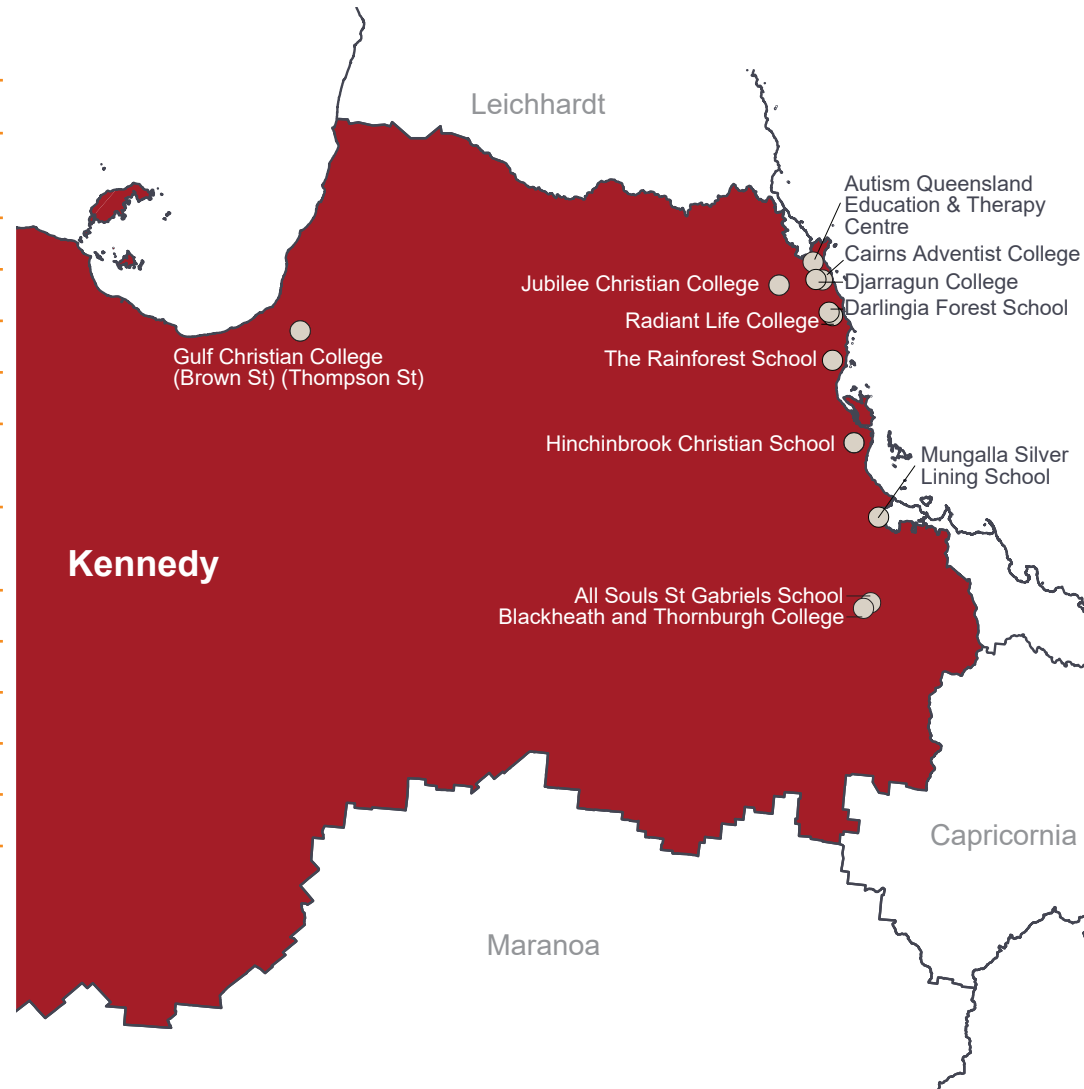 Leichhardt
Autism Queensland
Education & Therapy
Centre
Cairns Adventist College
Jubilee Christian College
Djarragun College
Darlingia Forest School
Radiant Life College
Gulf Christian College
(Brown St) (Thompson St)
The Rainforest School
Hinchinbrook Christian School
Mungalla Silver
Lining School
Kennedy
All Souls St Gabriels School
Blackheath and Thornburgh College
Capricornia
Maranoa